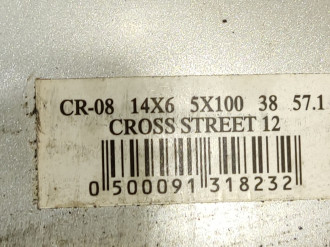 CR-08 14X6 5X100 38 57.1
CROSS STREET 12
0 500091 318232